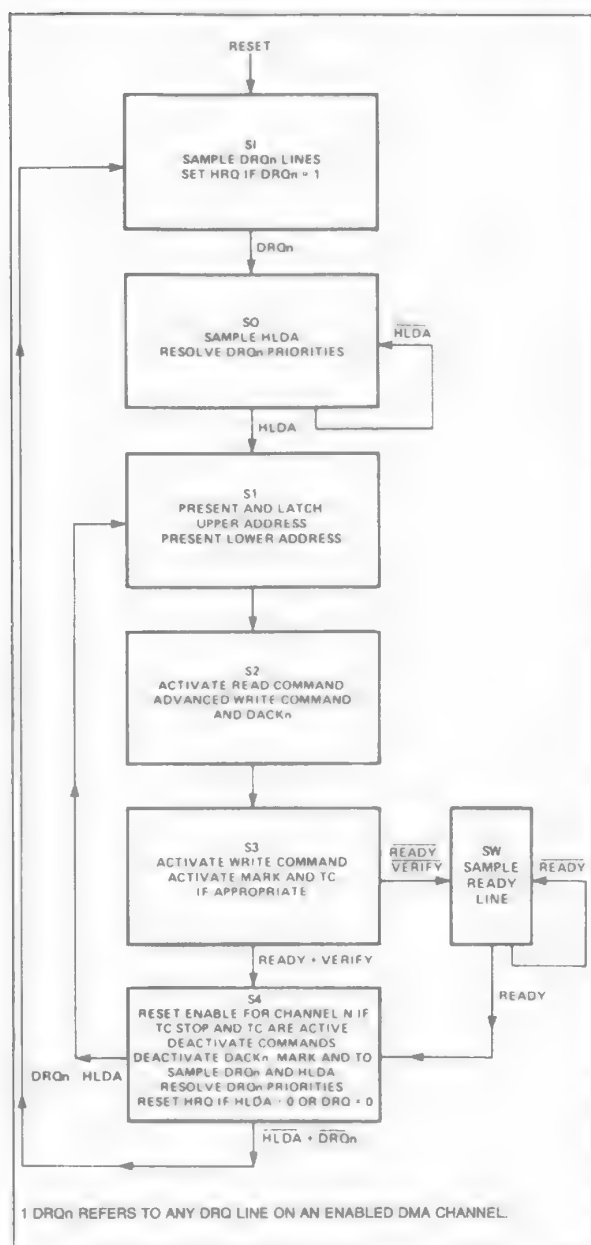 RESET
SI
SAMPLE DRQn LINES
SET HRQ IF DRQn = 1
DRQn
SO
SAMPLE HLDA
RESOLVE DRQn PRIORITIES
HLDA
HLDA
S1
PRESENT AND LATCH
UPPER ADDRESS
PRESENT LOWER ADDRESS
S2
ACTIVATE READ COMMAND
ADVANCED WRITE COMMAND
AND DACKn
S3
ACTIVATE WRITE COMMAND
ACTIVATE MARK AND TC
IF APPROPRIATE
READY
VERIFY
SW
SAMPLE
READY
LINE
READY
READY + VERIFY
READY
S4
RESET ENABLE FOR CHANNEL N IF
TC STOP AND TC ARE ACTIVE
DEACTIVATE COMMANDS
DEACTIVATE DACKn MARK AND TO
SAMPLE DRQn AND HLDA
RESOLVE DRQn PRIORITIES
RESET HRQ IF HLDA = 0 OR DRQ = 0
DRQn HLDA
HLDA + DRQn
1 DRQn REFERS TO ANY DRQ LINE ON AN ENABLED DMA CHANNEL.